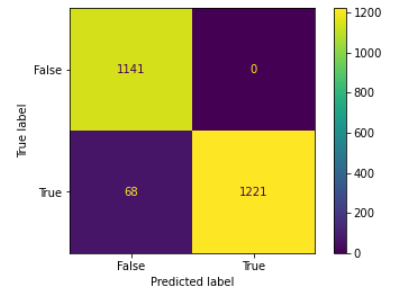 1200
False
1141
0
1000
800
True label
600
400
True
68
1221
200
0
False
True
Predicted label